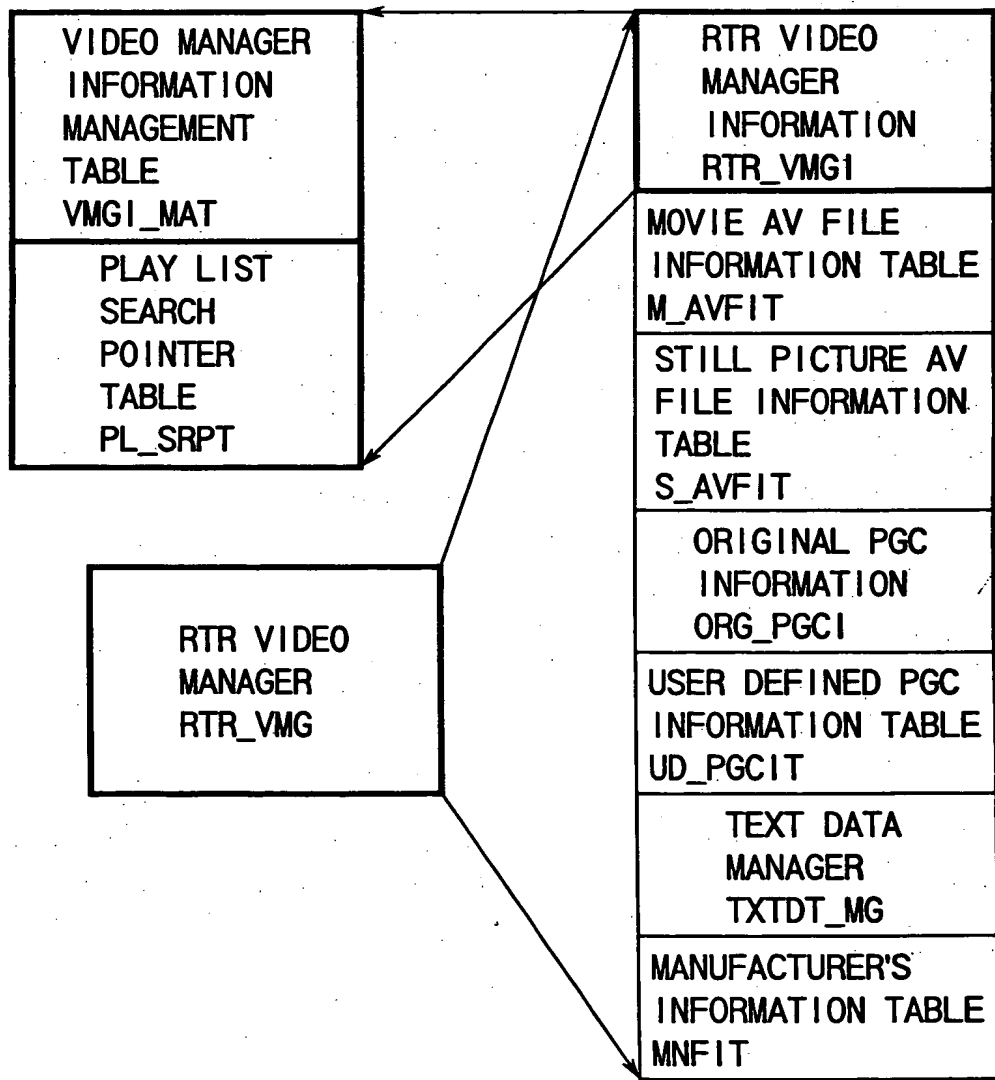 VIDEO MANAGER
INFORMATION
MANAGEMENT
TABLE
VMGI_MAT
PLAY LIST
SEARCH
POINTER
TABLE
PL_SRPT
RTR VIDEO
MANAGER
RTR_VMG
RTR VIDEO
MANAGER
INFORMATION
RTR_VMGI
MOVIE AV FILE
INFORMATION TABLE
M_AVFIT
STILL PICTURE AV
FILE INFORMATION
TABLE
S_AVFIT
ORIGINAL PGC
INFORMATION
ORG_PGCI
USER DEFINED PGC
INFORMATION TABLE
UD_PGCIT
TEXT DATA
MANAGER
TXTDT_MG
MANUFACTURER'S
INFORMATION TABLE
MNFIT